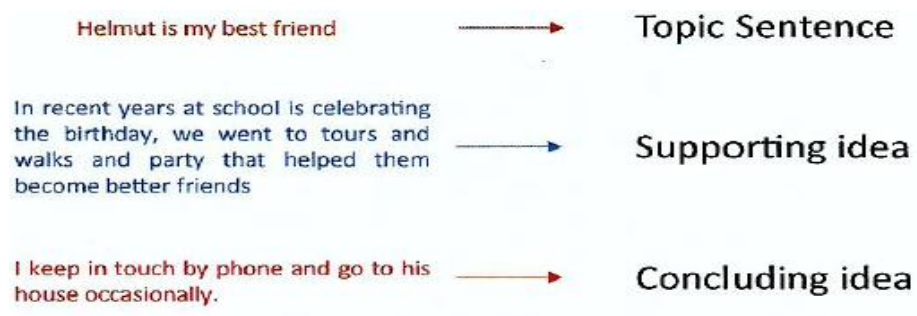 Helmut is my best friend
Topic Sentence
In recent years at school is celebrating
the birthday, we went to tours and
walks and party that helped them
become better friends
Supporting idea
I keep in touch by phone and go to his
house occasionally.
Concluding idea